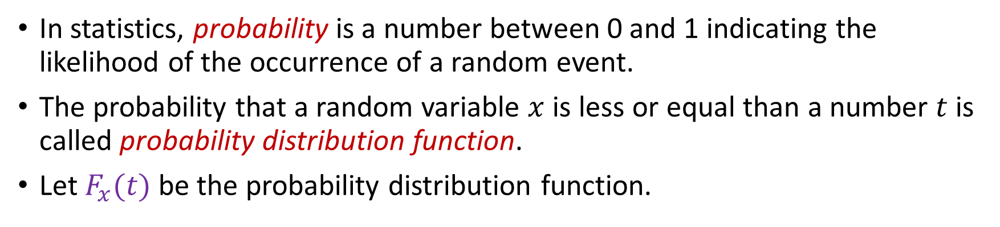 • In statistics, probability is a number between 0 and 1 indicating the
likelihood of the occurrence of a random event.
• The probability that a random variable x is less or equal than a number t is
called probability distribution function.
• Let Fₓ(t) be the probability distribution function.